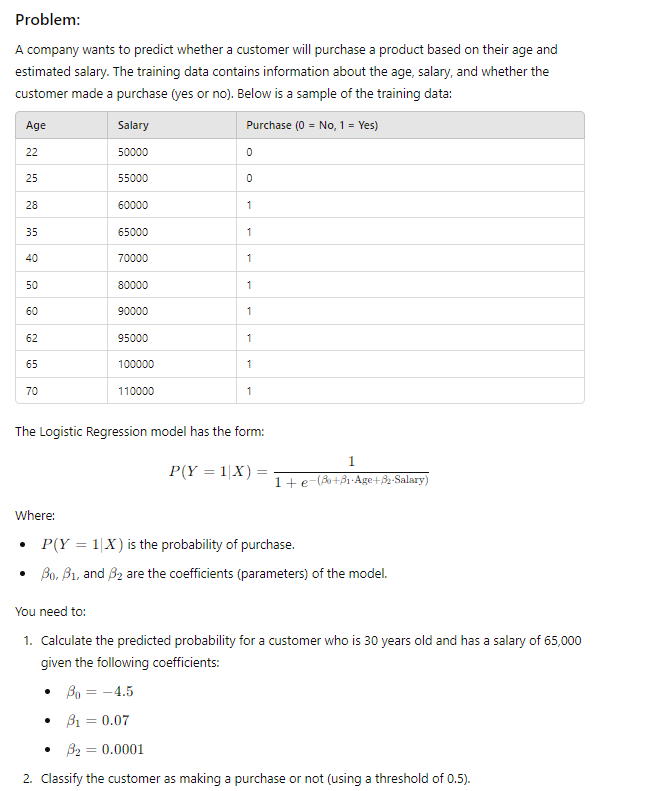 Problem:
A company wants to predict whether a customer will purchase a product based on their age and
estimated salary. The training data contains information about the age, salary, and whether the
customer made a purchase (yes or no). Below is a sample of the training data:
Age Salary Purchase (0 = No, 1 = Yes)
22 50000 0
25 55000 0
28 60000 1
35 65000 1
40 70000 1
50 80000 1
60 90000 1
62 95000 1
65 100000 1
70 110000 1
The Logistic Regression model has the form:
P(Y = 1|X) = 1 / (1 + e^−(β₀+β₁·Age+β₂·Salary))
Where:
• P(Y = 1|X) is the probability of purchase.
• β₀, β₁, and β₂ are the coefficients (parameters) of the model.
You need to:
1. Calculate the predicted probability for a customer who is 30 years old and has a salary of 65,000
given the following coefficients:
• β₀ = −4.5
• β₁ = 0.07
• β₂ = 0.0001
2. Classify the customer as making a purchase or not (using a threshold of 0.5).